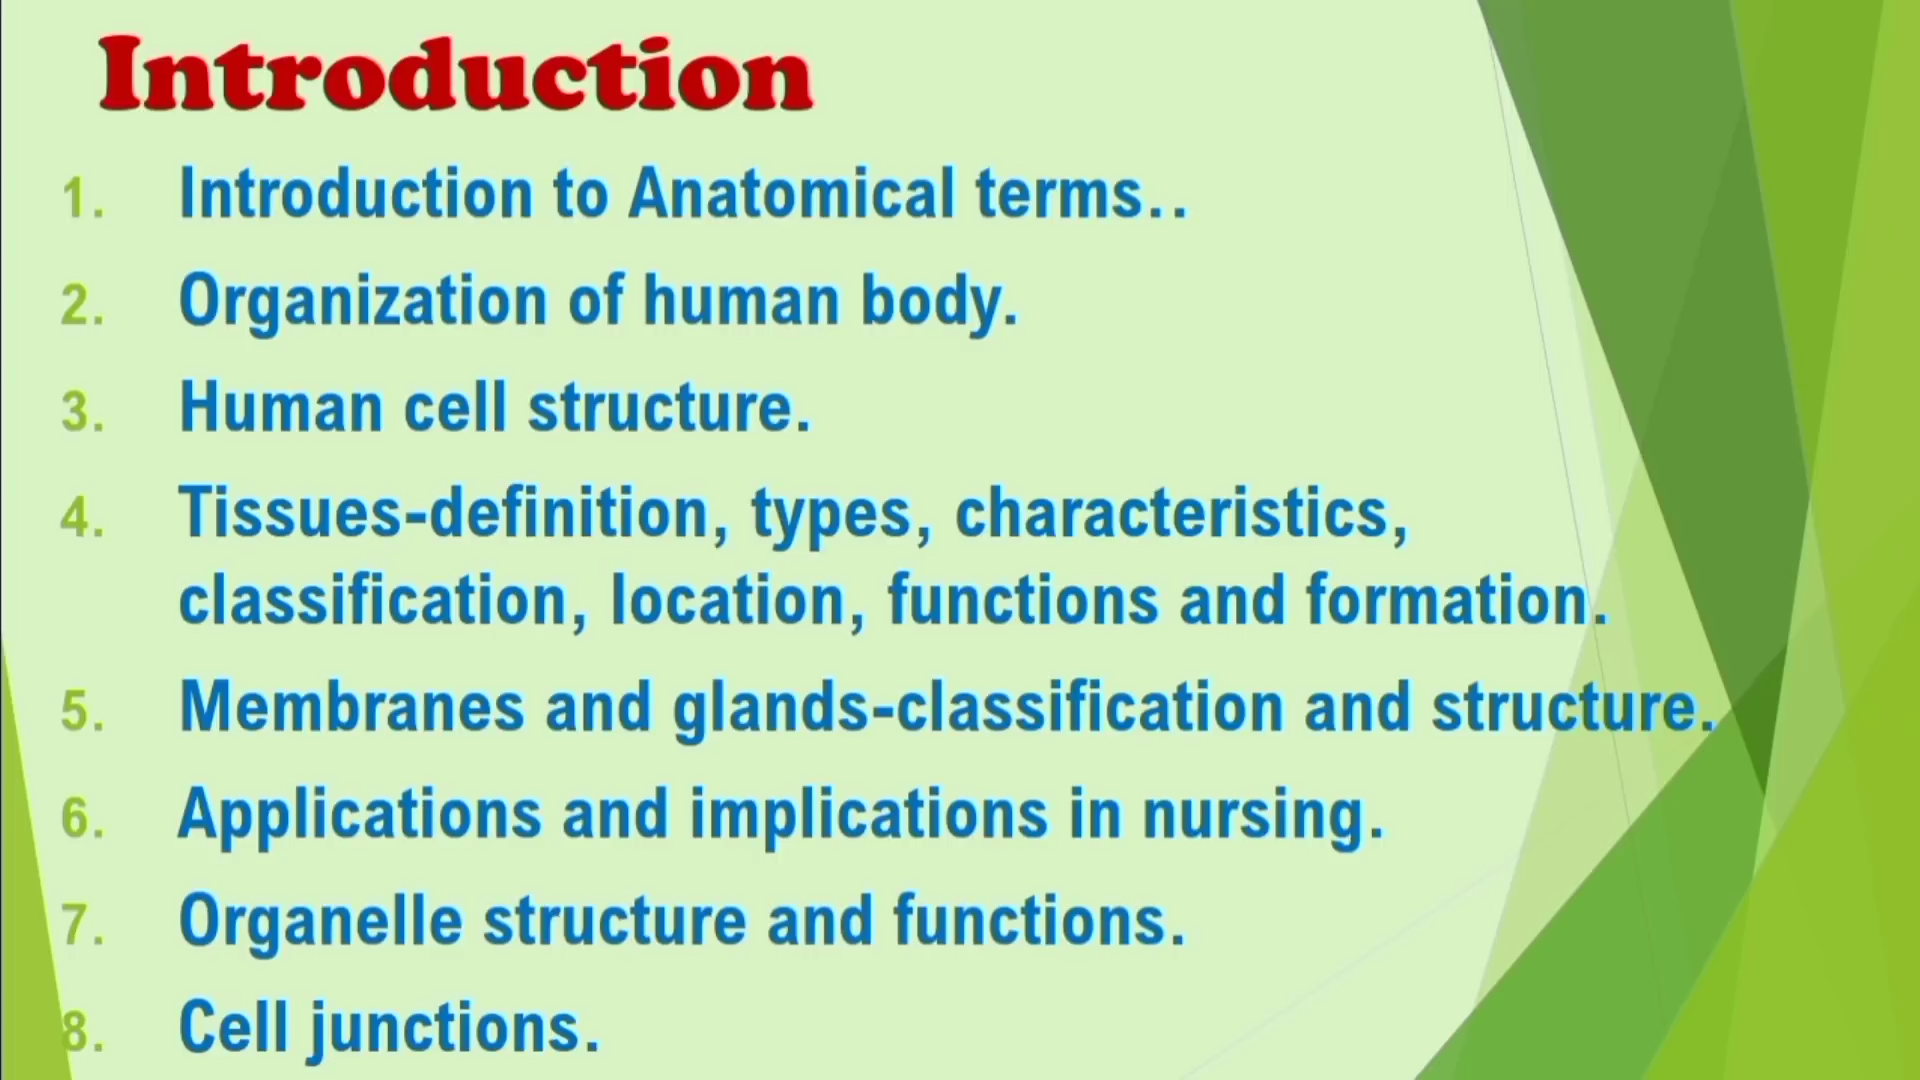 Introduction
1. Introduction to Anatomical terms..
2. Organization of human body.
3. Human cell structure.
4. Tissues-definition, types, characteristics,
classification, location, functions and formation.
5. Membranes and glands-classification and structure.
6. Applications and implications in nursing.
7. Organelle structure and functions.
8. Cell junctions.